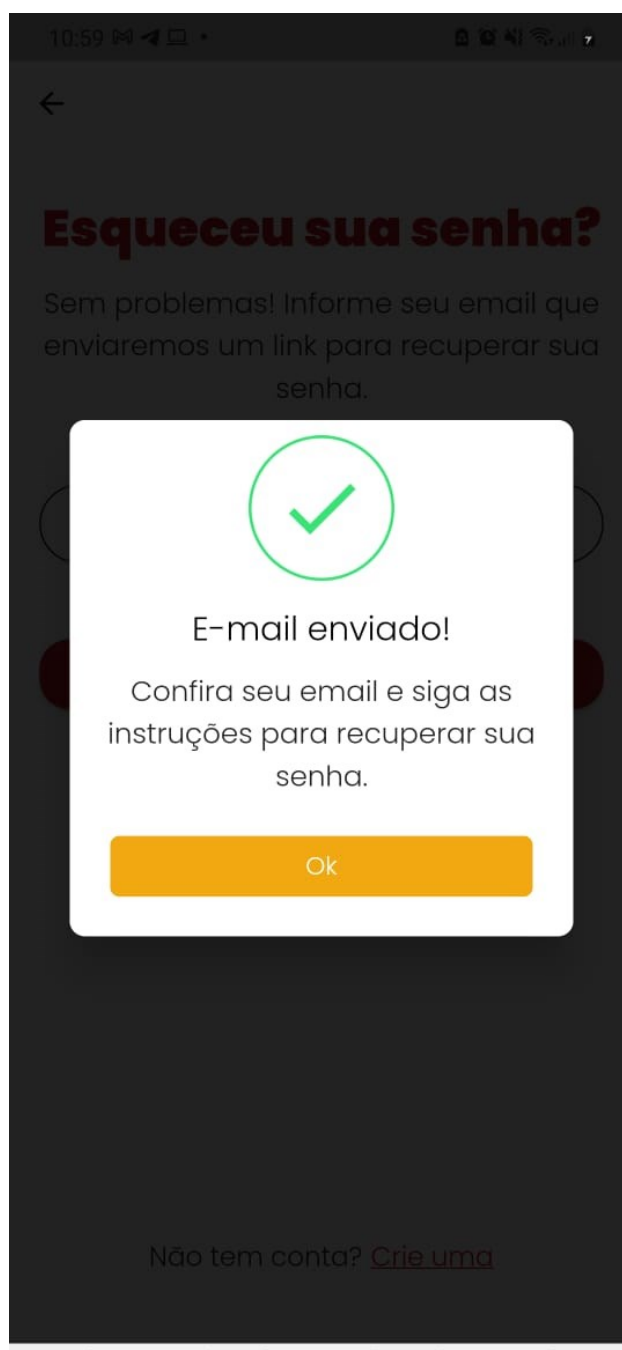 10:59
Esqueceu sua senha?
Sem problemas! Informe seu email que
enviaremos um link para recuperar sua
senha.
E-mail enviado!
Confira seu email e siga as
instruções para recuperar sua
senha.
Ok
Não tem conta? Crie uma